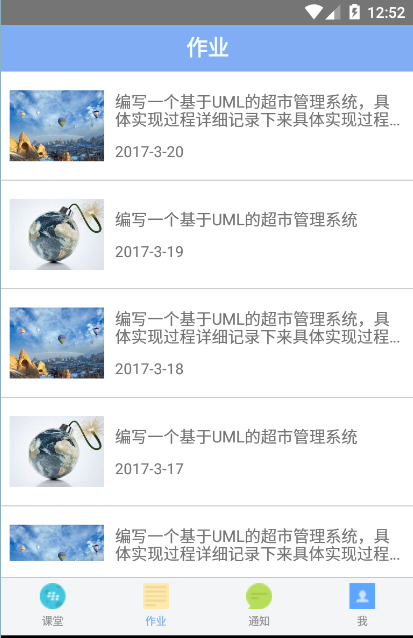 12:52
作业
编写一个基于UML的超市管理系统，具
体实现过程详细记录下来具体实现过程...
2017-3-20
编写一个基于UML的超市管理系统
2017-3-19
编写一个基于UML的超市管理系统，具
体实现过程详细记录下来具体实现过程...
2017-3-18
编写一个基于UML的超市管理系统
2017-3-17
编写一个基于UML的超市管理系统，具
体实现过程详细记录下来具体实现过程...
课堂
作业
通知
我